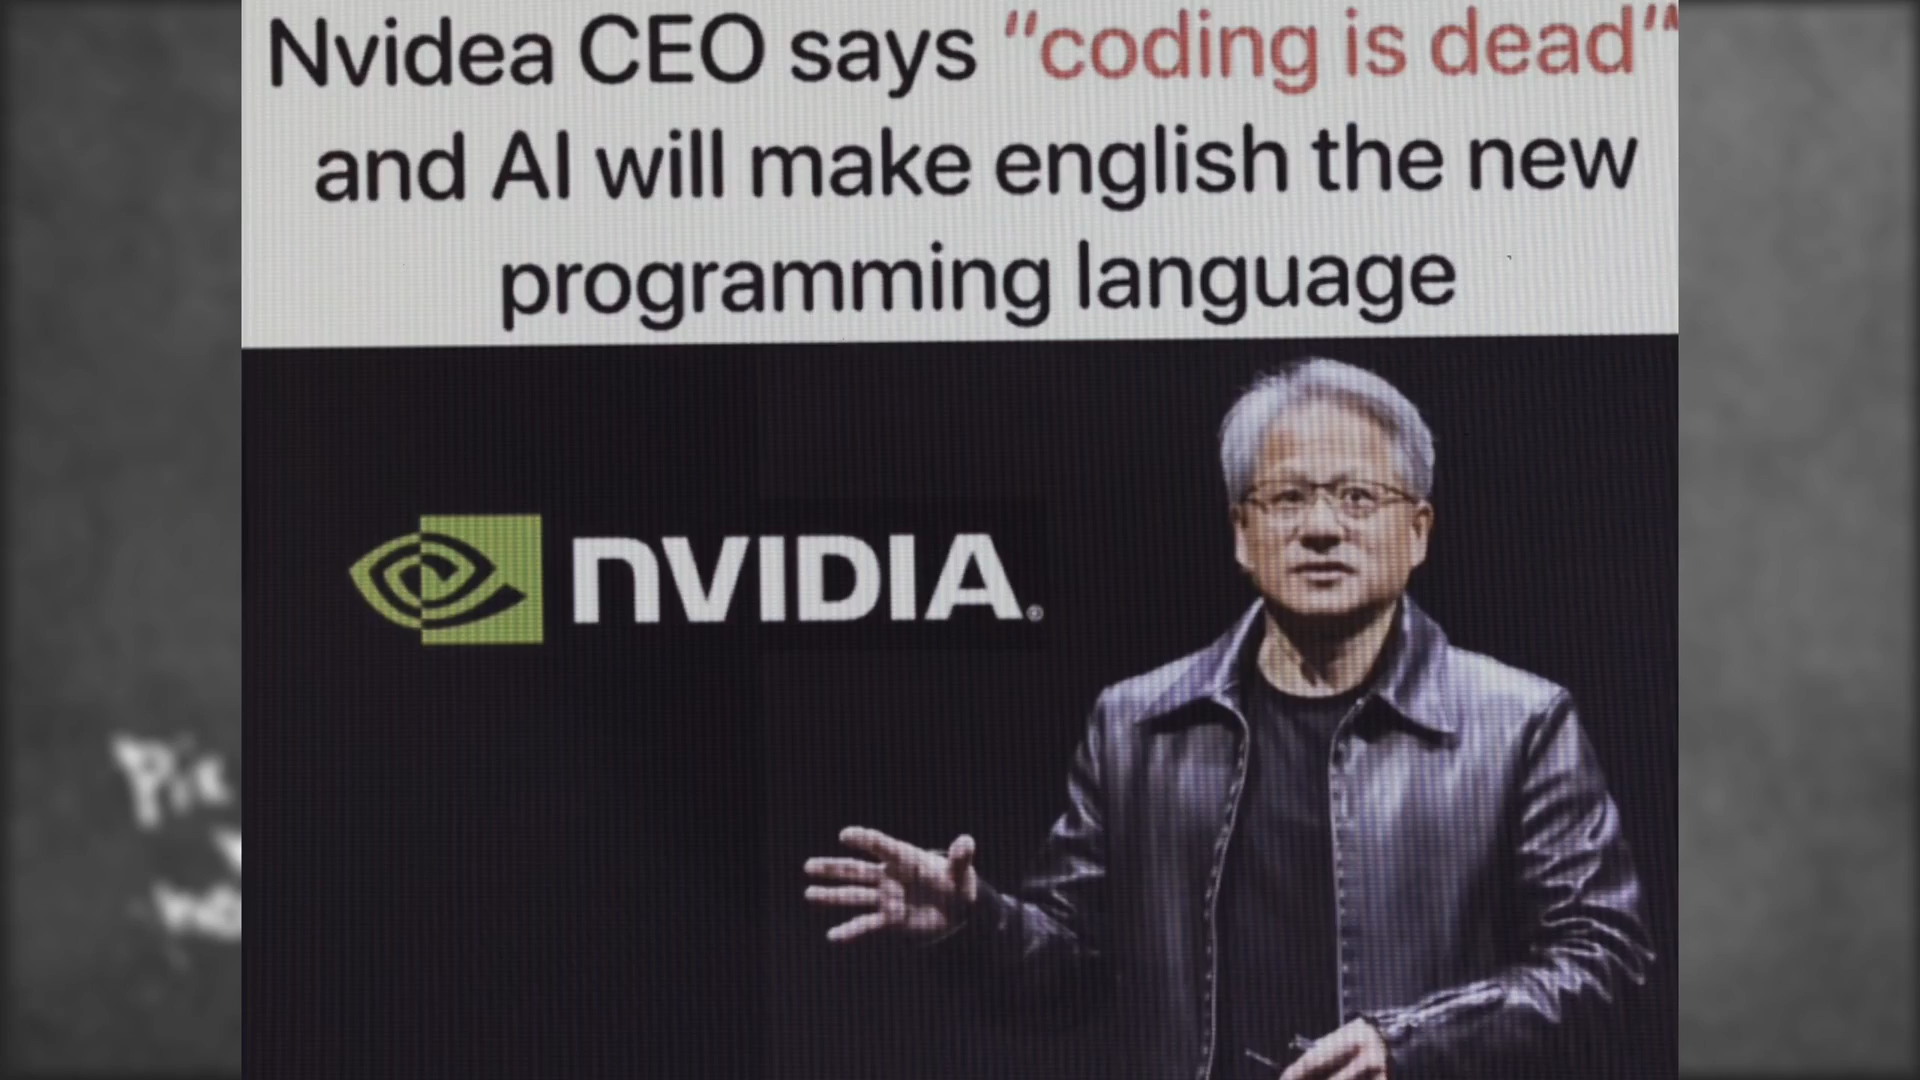 Nvidea CEO says "coding is dead"
and AI will make english the new
programming language
nVIDIA®